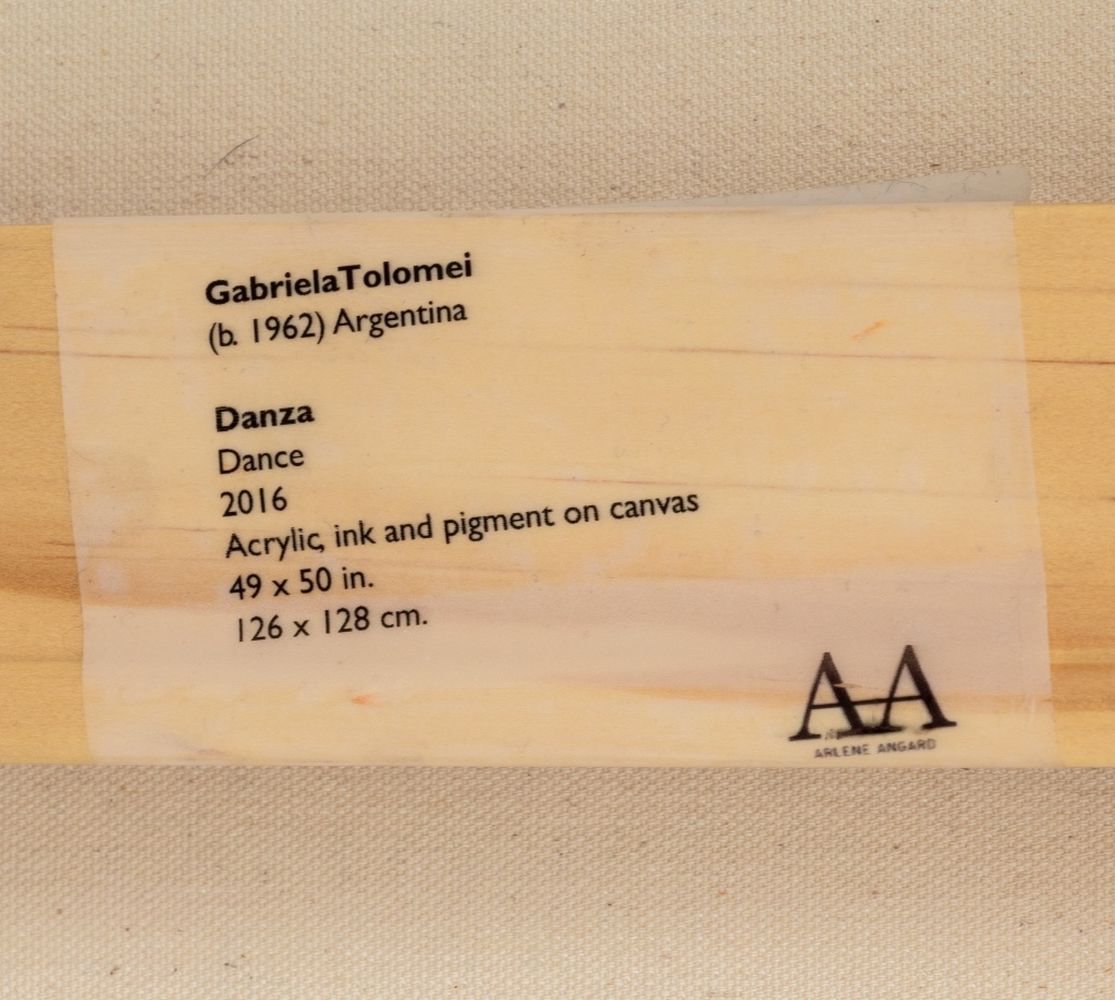 GabrielaTolomei
(b. 1962) Argentina
Danza
Dance
2016
Acrylic, ink and pigment on canvas
49 x 50 in.
126 x 128 cm.
AA
ARLENE ANGARD